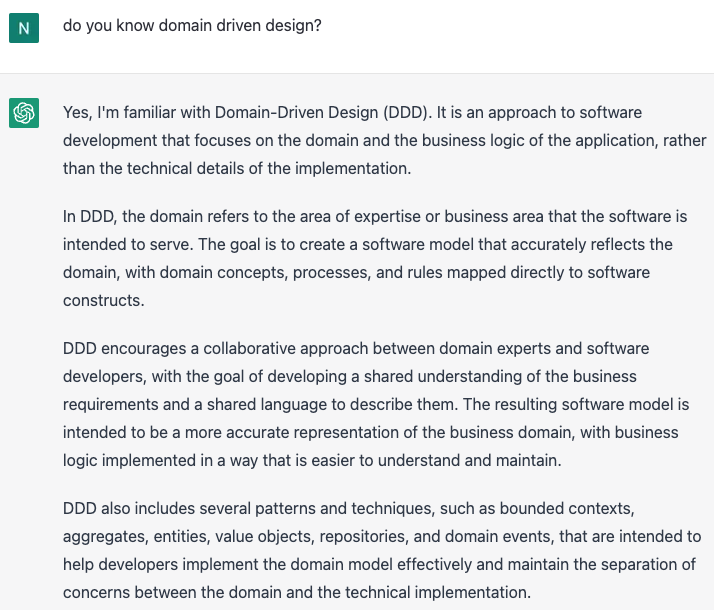 N
do you know domain driven design?
Yes, I'm familiar with Domain-Driven Design (DDD). It is an approach to software
development that focuses on the domain and the business logic of the application, rather
than the technical details of the implementation.
In DDD, the domain refers to the area of expertise or business area that the software is
intended to serve. The goal is to create a software model that accurately reflects the
domain, with domain concepts, processes, and rules mapped directly to software
constructs.
DDD encourages a collaborative approach between domain experts and software
developers, with the goal of developing a shared understanding of the business
requirements and a shared language to describe them. The resulting software model is
intended to be a more accurate representation of the business domain, with business
logic implemented in a way that is easier to understand and maintain.
DDD also includes several patterns and techniques, such as bounded contexts,
aggregates, entities, value objects, repositories, and domain events, that are intended to
help developers implement the domain model effectively and maintain the separation of
concerns between the domain and the technical implementation.